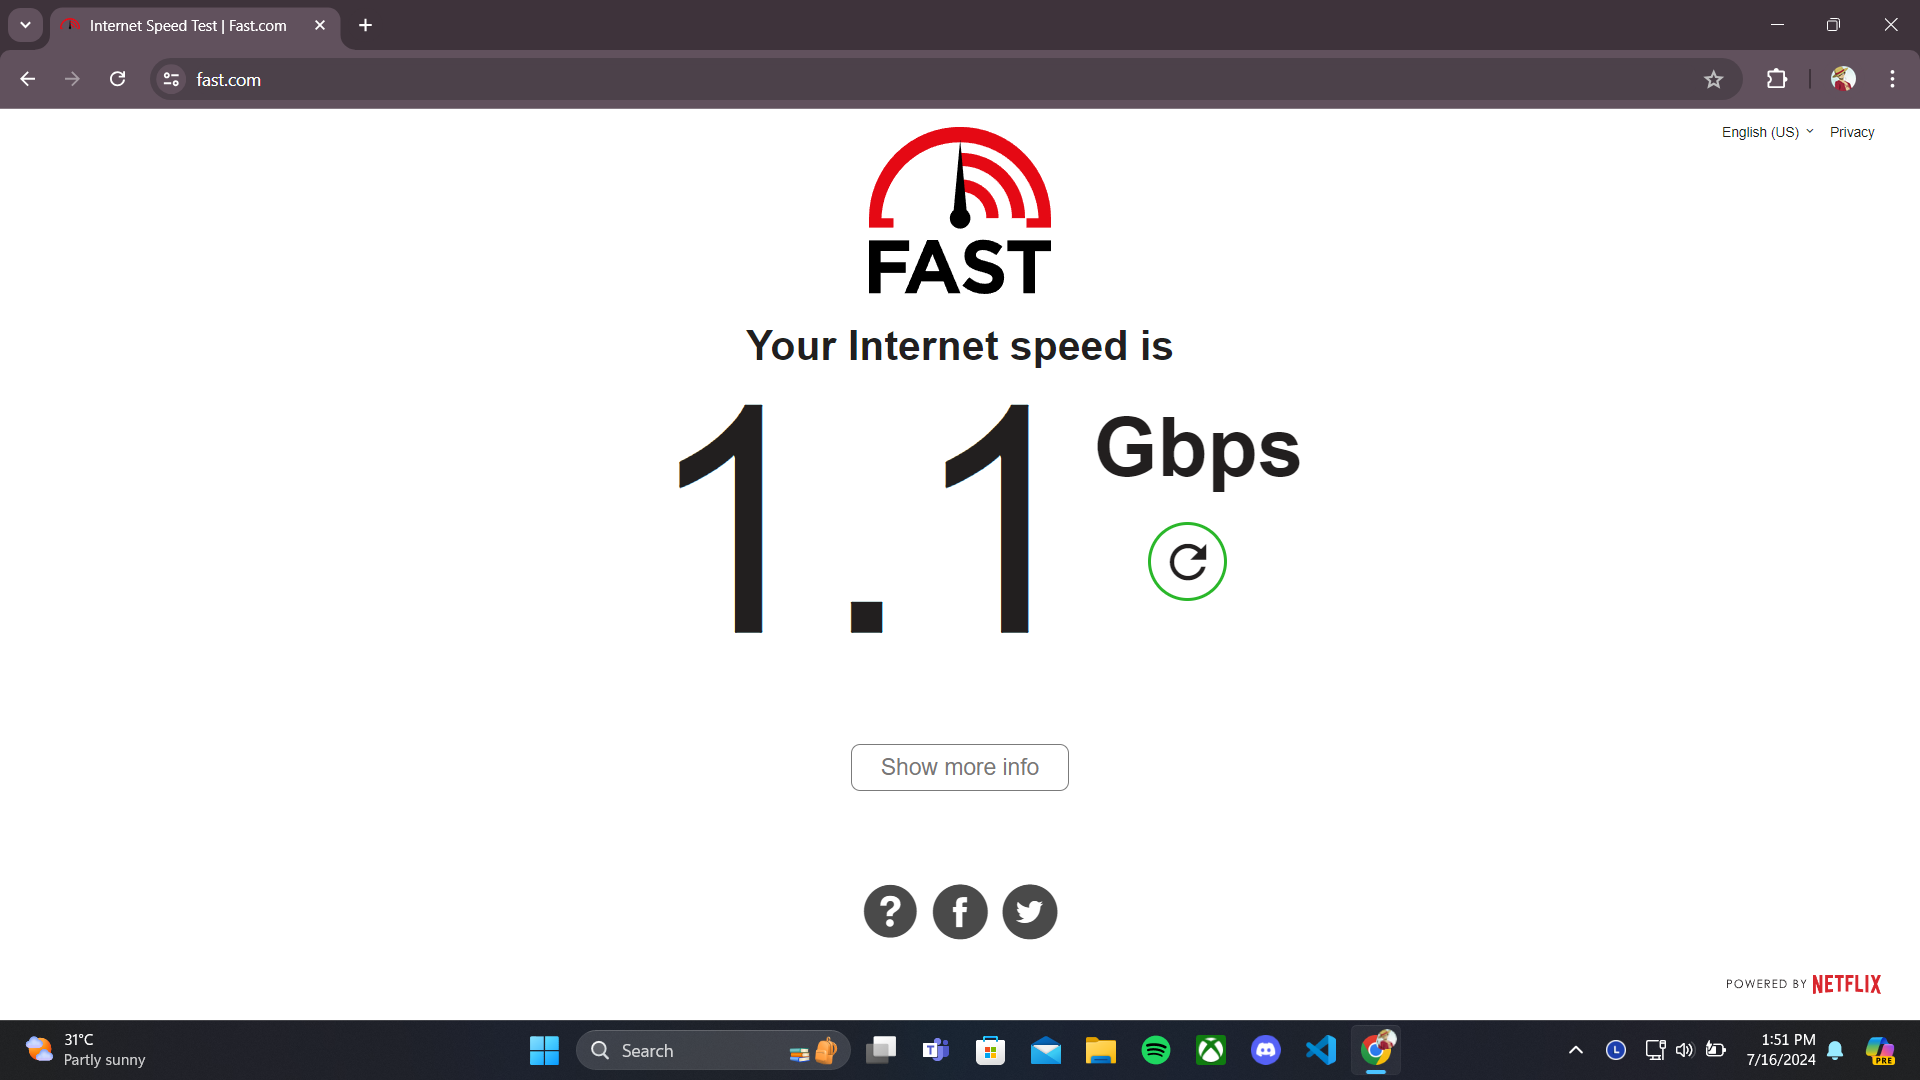 Internet Speed Test | Fast.com
fast.com
English (US) Privacy
FAST
Your Internet speed is
1.1 Gbps
Show more info
?
f
POWERED BY NETFLIX
31°C
Partly sunny
Search
T
L
1:51 PM
7/16/2024
PRE